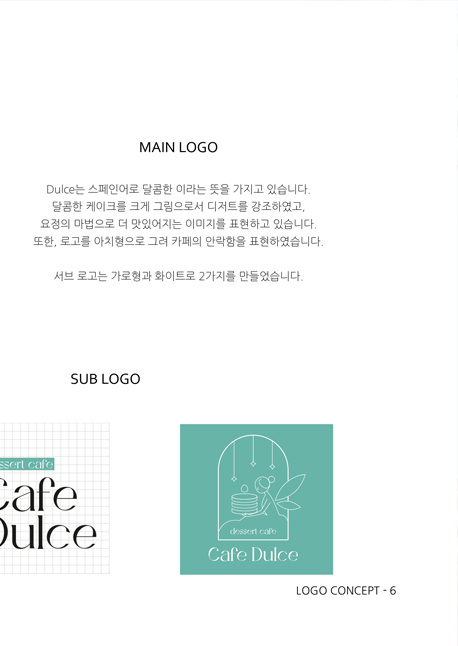 MAIN LOGO
Dulce는 스페인어로 달콤한 이라는 뜻을 가지고 있습니다.
달콤한 케이크를 크게 그림으로서 디저트를 강조하였고,
요정의 마법으로 더 맛있어지는 이미지를 표현하고 있습니다.
또한, 로고를 아치형으로 그려 카페의 안락함을 표현하였습니다.
서브 로고는 가로형과 화이트로 2가지를 만들었습니다.
SUB LOGO
ssert cafe
Cafe
Dulce
dessert cafe
Cafe Dulce
LOGO CONCEPT - 6